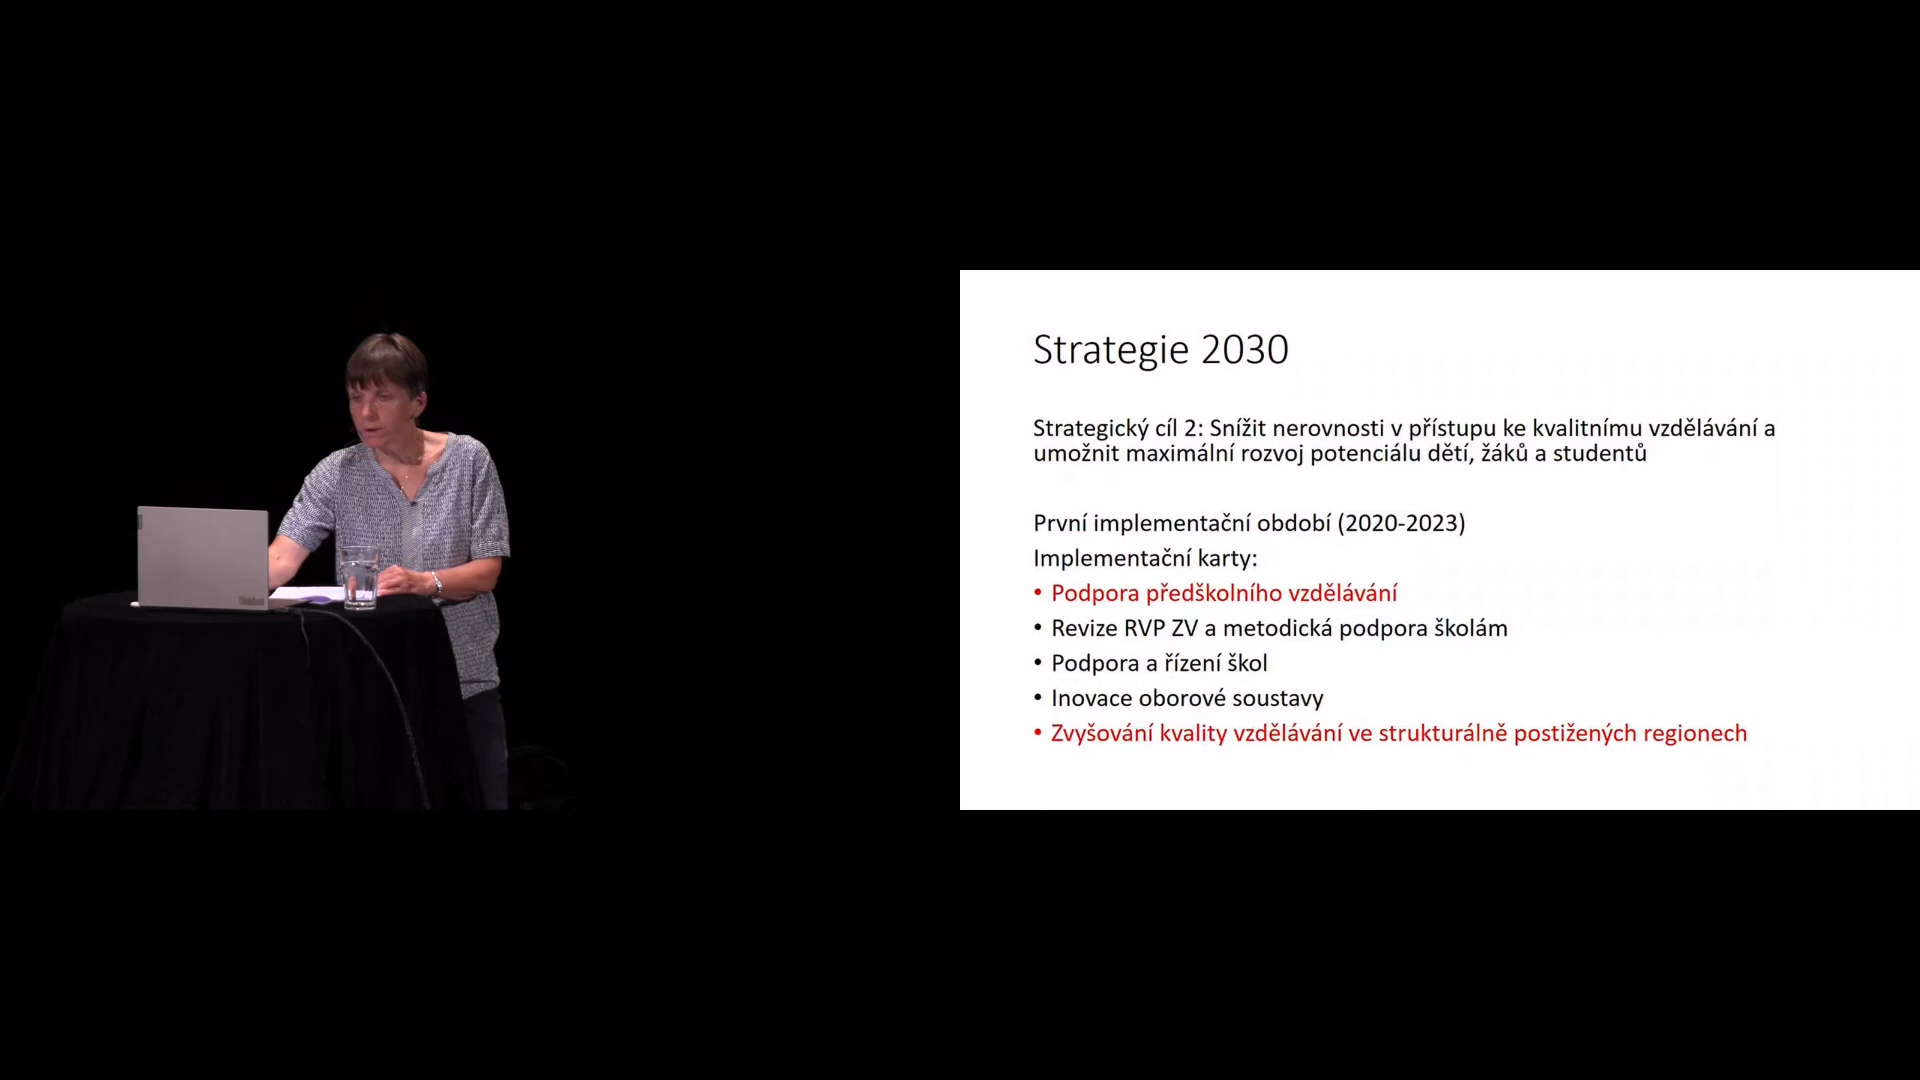 Strategie 2030
Strategický cíl 2: Snížit nerovnosti v přístupu ke kvalitnímu vzdělávání a
umožnit maximální rozvoj potenciálu dětí, žáků a studentů
První implementační období (2020-2023)
Implementační karty:
• Podpora předškolního vzdělávání
• Revize RVP ZV a metodická podpora školám
• Podpora a řízení škol
• Inovace oborové soustavy
• Zvyšování kvality vzdělávání ve strukturálně postižených regionech